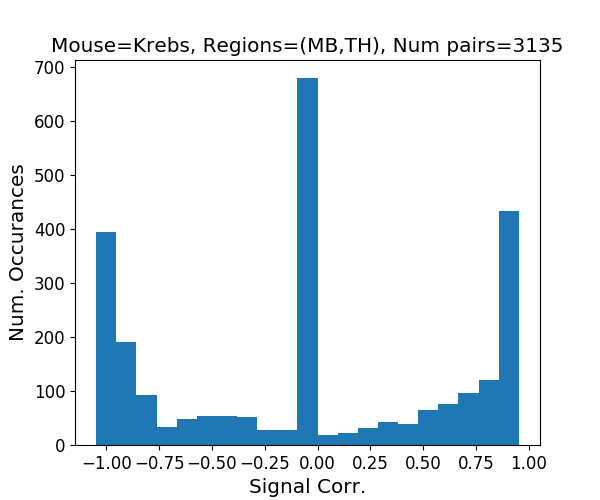 Mouse=Krebs, Regions=(MB,TH), Num pairs=3135
700
600
500
400
300
200
100
0
Num. Occurances
−1.00 −0.75 −0.50 −0.25 0.00 0.25 0.50 0.75 1.00
Signal Corr.